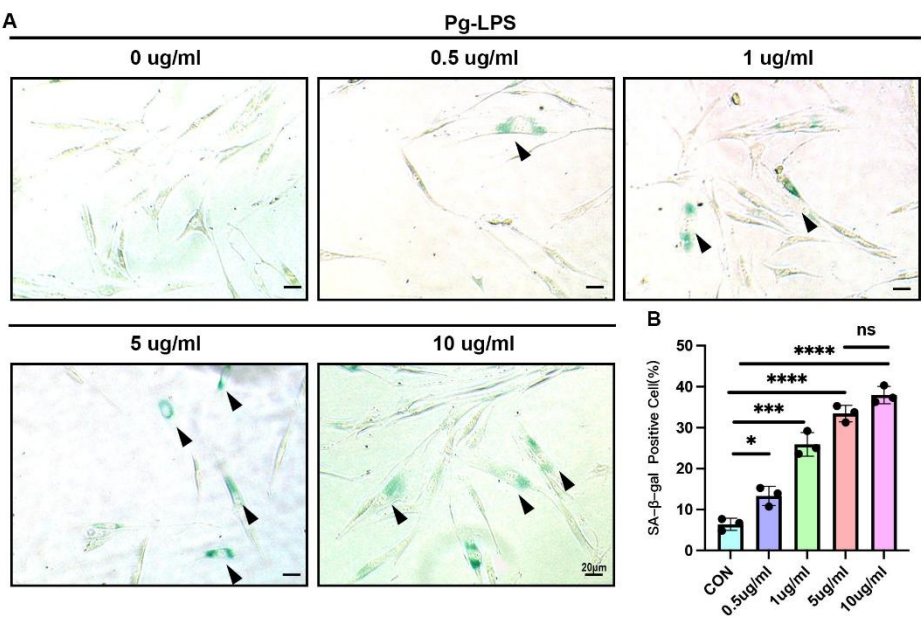 A
Pg-LPS
0 ug/ml
0.5 ug/ml
1 ug/ml
5 ug/ml
10 ug/ml
20μm
B
ns
****
****
***
*
50
40
30
20
10
0
SA-β-gal Positive Cell(%)
CON
0.5ug/ml
1ug/ml
5ug/ml
10ug/ml